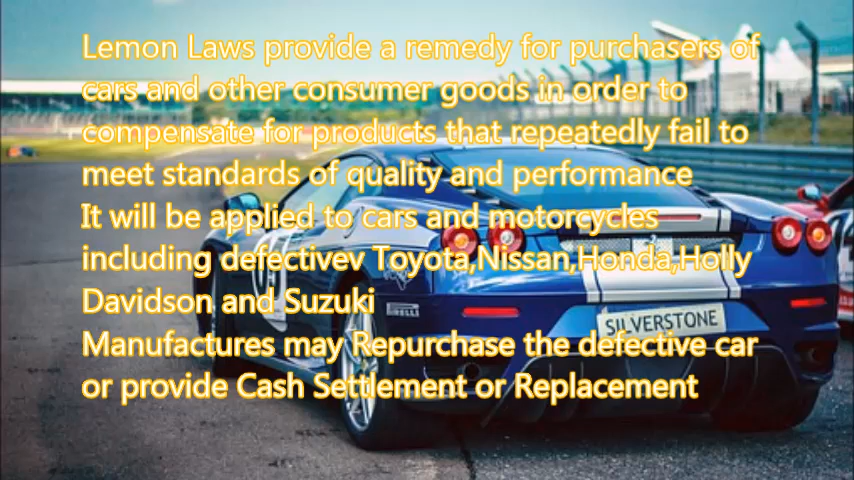 Lemon Laws provide a remedy for purchasers of
cars and other consumer goods in order to
compensate for products that repeatedly fail to
meet standards of quality and performance
It will be applied to cars and motorcycles
including defectivev Toyota,Nissan,Honda,Holly
Davidson and Suzuki
Manufactures may Repurchase the defective car
or provide Cash Settlement or Replacement
PIRELLI
SILVERSTONE